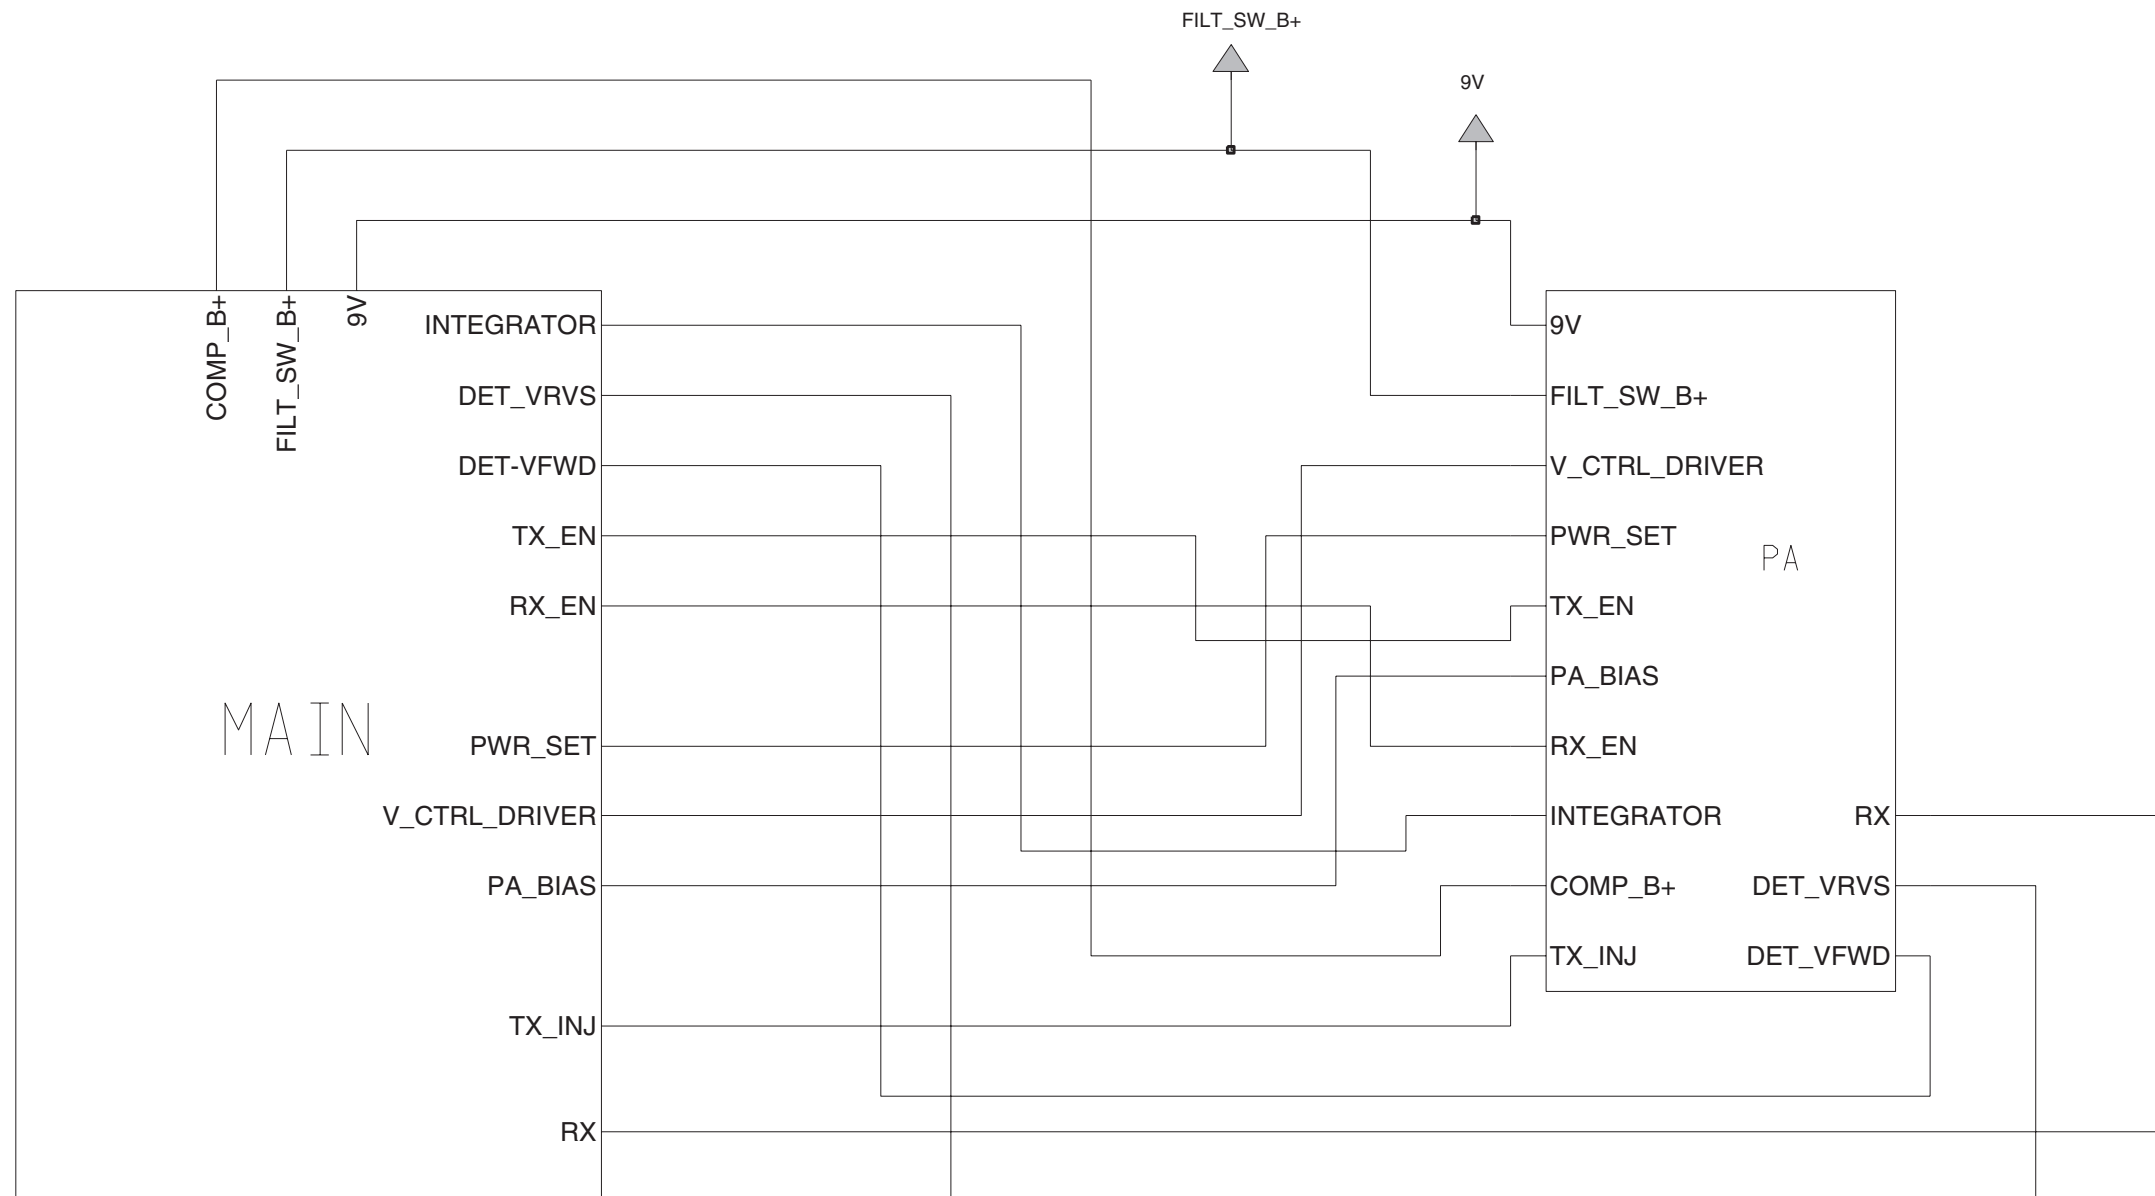 FILT_SW_B+
9V
COMP_B+
FILT_SW_B+
9V
INTEGRATOR
DET_VRVS
DET-VFWD
TX_EN
RX_EN
MAIN
PWR_SET
V_CTRL_DRIVER
PA_BIAS
TX_INJ
RX
9V
FILT_SW_B+
V_CTRL_DRIVER
PWR_SET
PA
TX_EN
PA_BIAS
RX_EN
INTEGRATOR
COMP_B+
TX_INJ
RX
DET_VRVS
DET_VFWD